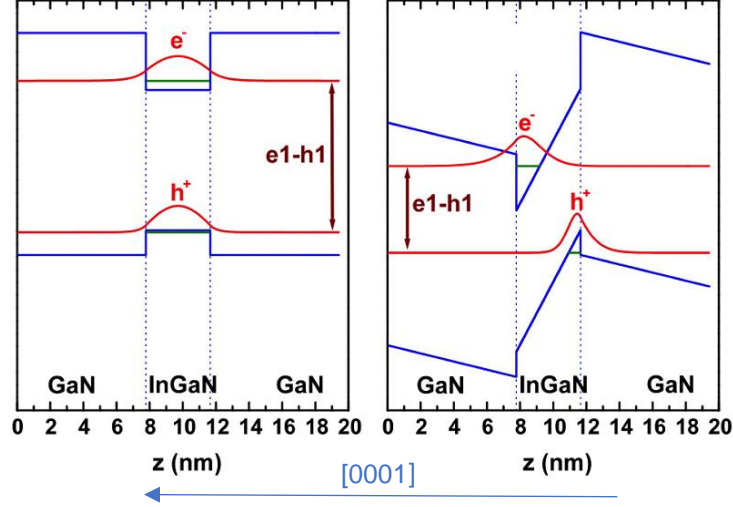 e-
e-
e1-h1
h+
h+
e1-h1
GaN InGaN GaN
GaN InGaN GaN
0 2 4 6 8 10 12 14 16 18 20
0 2 4 6 8 10 12 14 16 18 20
z (nm)
z (nm)
[0001]